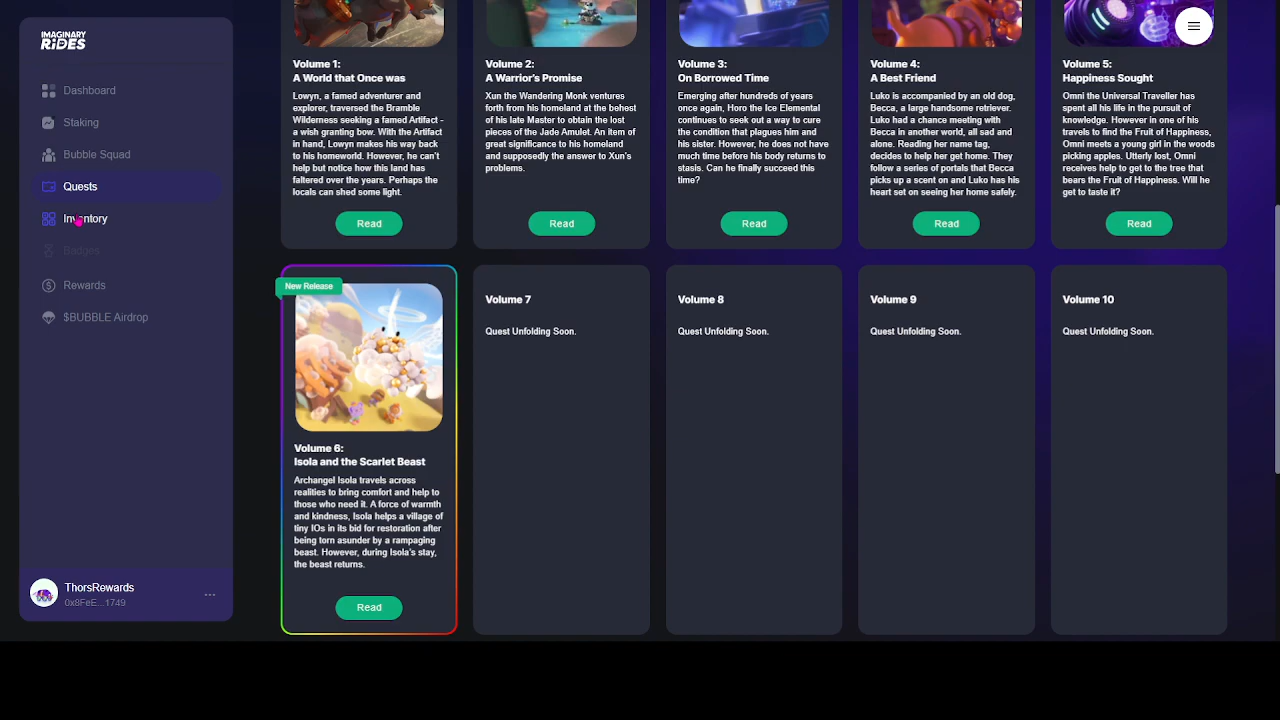 IMAGINARY
RiDES
Dashboard
Staking
Bubble Squad
Quests
Inventory
Badges
Rewards
$BUBBLE Airdrop
ThorsRewards
0x8FeE...1749
Volume 1:
A World that Once was
Lowyn, a famed adventurer and
explorer, traversed the Bramble
Wilderness seeking a famed Artifact -
a wish granting bow. With the Artifact
in hand, Lowyn makes his way back
to his homeworld. However, he can't
help but notice how this land has
faltered over the years. Perhaps the
locals can shed some light.
Read
Volume 2:
A Warrior's Promise
Xun the Wandering Monk ventures
forth from his homeland at the behest
of his late Master to obtain the lost
pieces of the Jade Amulet. An item of
great significance to his homeland
and supposedly the answer to Xun's
problems.
Read
Volume 3:
On Borrowed Time
Emerging after hundreds of years
once again, Horo the Ice Elemental
continues to seek out a way to cure
the condition that plagues him and
his sister. However, he does not have
much time before his body returns to
stasis. Can he finally succeed this
time?
Read
Volume 4:
A Best Friend
Luko is accompanied by an old dog,
Becca, a large handsome retriever.
Luko had a chance meeting with
Becca in another world, all sad and
alone. Reading her name tag,
decides to help her get home. They
follow a series of portals that Becca
picks up a scent on and Luko has his
heart set on seeing her home safely.
Read
Volume 5:
Happiness Sought
Omni the Universal Traveller has
spent all his life in the pursuit of
knowledge. However in one of his
travels to find the Fruit of Happiness,
Omni meets a young girl in the woods
picking apples. Utterly lost, Omni
receives help to get to the tree that
bears the Fruit of Happiness. Will he
get to taste it?
Read
New Release
Volume 6:
Isola and the Scarlet Beast
Archangel Isola travels across
realities to bring comfort and help to
those who need it. A force of warmth
and kindness, Isola helps a village of
tiny IOs in its bid for restoration after
being torn asunder by a rampaging
beast. However, during Isola's stay,
the beast returns.
Read
Volume 7
Quest Unfolding Soon.
Volume 8
Quest Unfolding Soon.
Volume 9
Quest Unfolding Soon.
Volume 10
Quest Unfolding Soon.